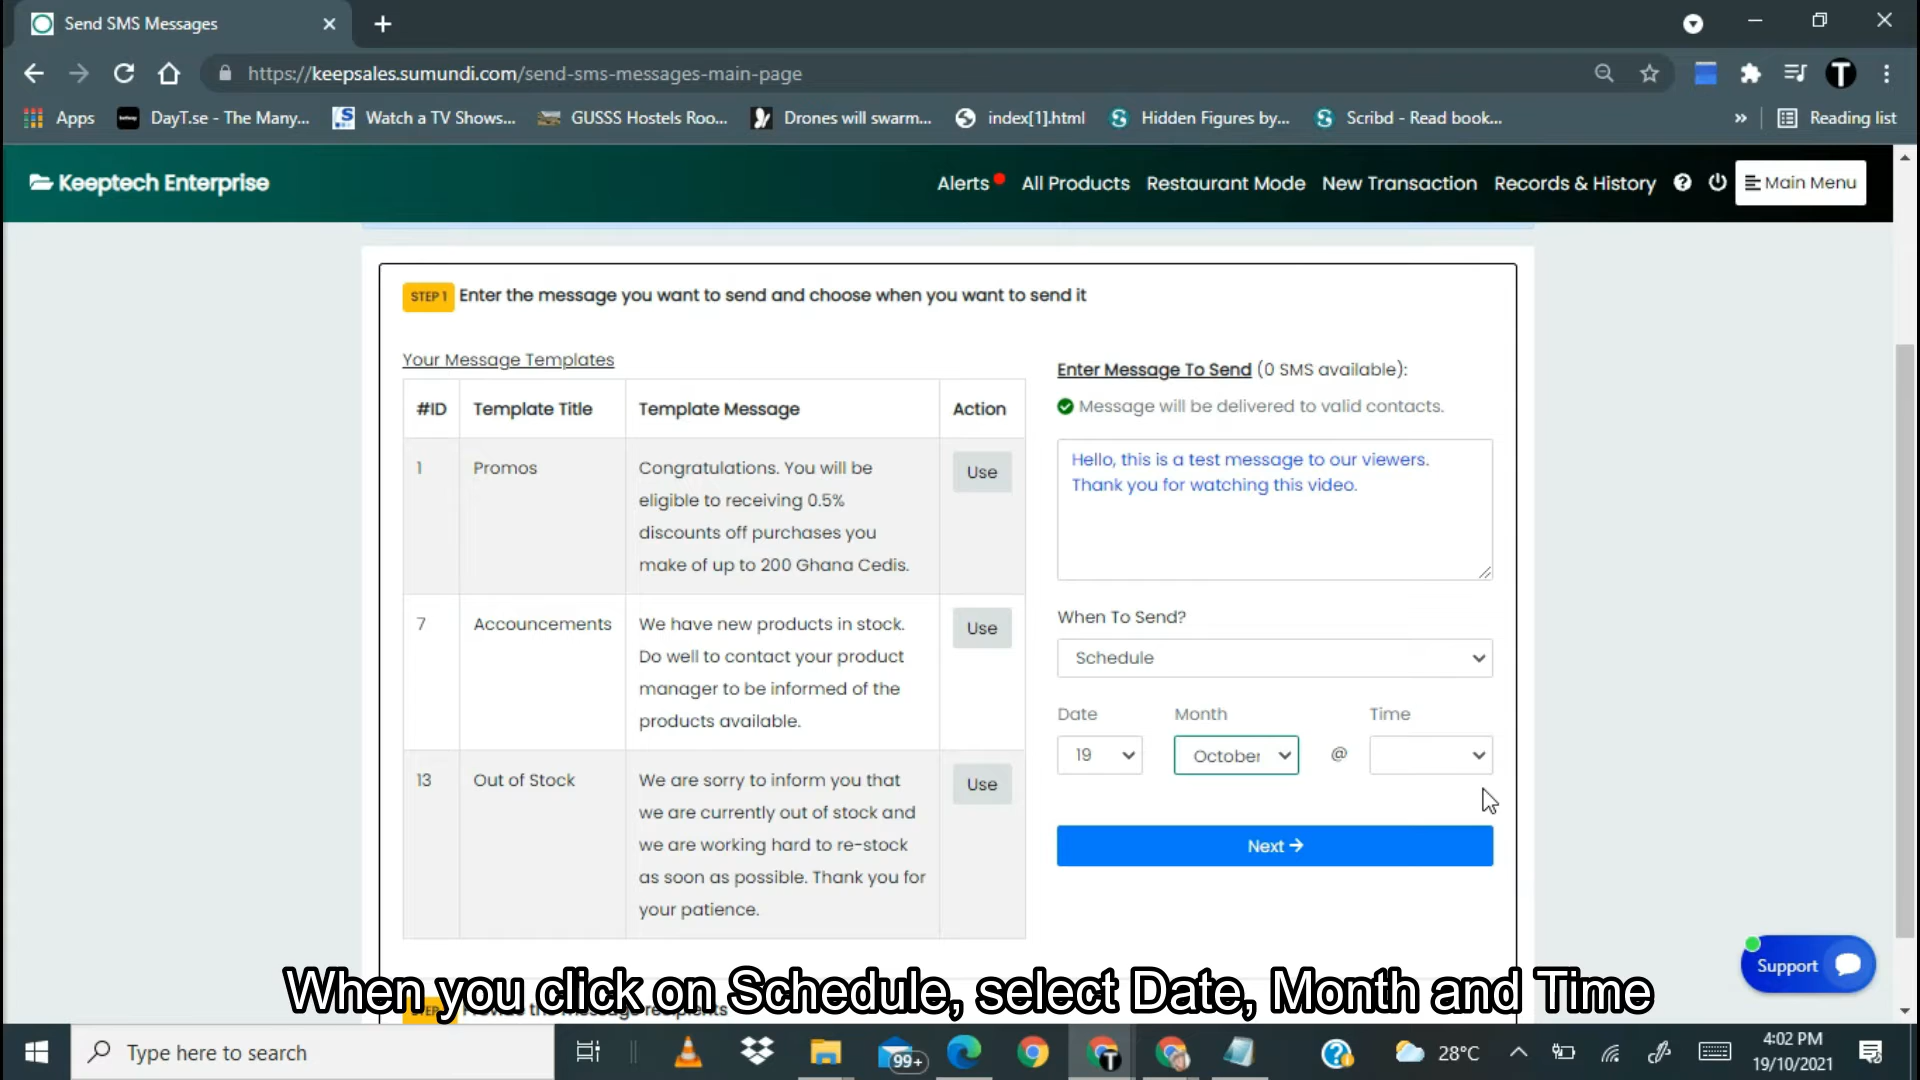 Send SMS Messages
https://keepsales.sumundi.com/send-sms-messages-main-page
T
Apps
DayT.se - The Many...
Watch a TV Shows...
GUSSS Hostels Roo...
Drones will swarm...
index[1].html
Hidden Figures by...
Scribd - Read book...
»
Reading list
Keeptech Enterprise
Alerts
All Products
Restaurant Mode
New Transaction
Records & History
Main Menu
STEP 1 Enter the message you want to send and choose when you want to send it
Your Message Templates
#ID Template Title Template Message Action
1 Promos Congratulations. You will be Use
eligible to receiving 0.5%
discounts off purchases you
make of up to 200 Ghana Cedis.
7 Accouncements We have new products in stock. Use
Do well to contact your product
manager to be informed of the
products available.
13 Out of Stock We are sorry to inform you that Use
we are currently out of stock and
we are working hard to re-stock
as soon as possible. Thank you for
your patience.
Enter Message To Send (0 SMS available):
Message will be delivered to valid contacts.
Hello, this is a test message to our viewers.
Thank you for watching this video.
When To Send?
Schedule
Date Month Time
19 October @
Next →
Support
When you click on Schedule, select Date, Month and Time
Type here to search
99+
T
28°C
4:02 PM
19/10/2021